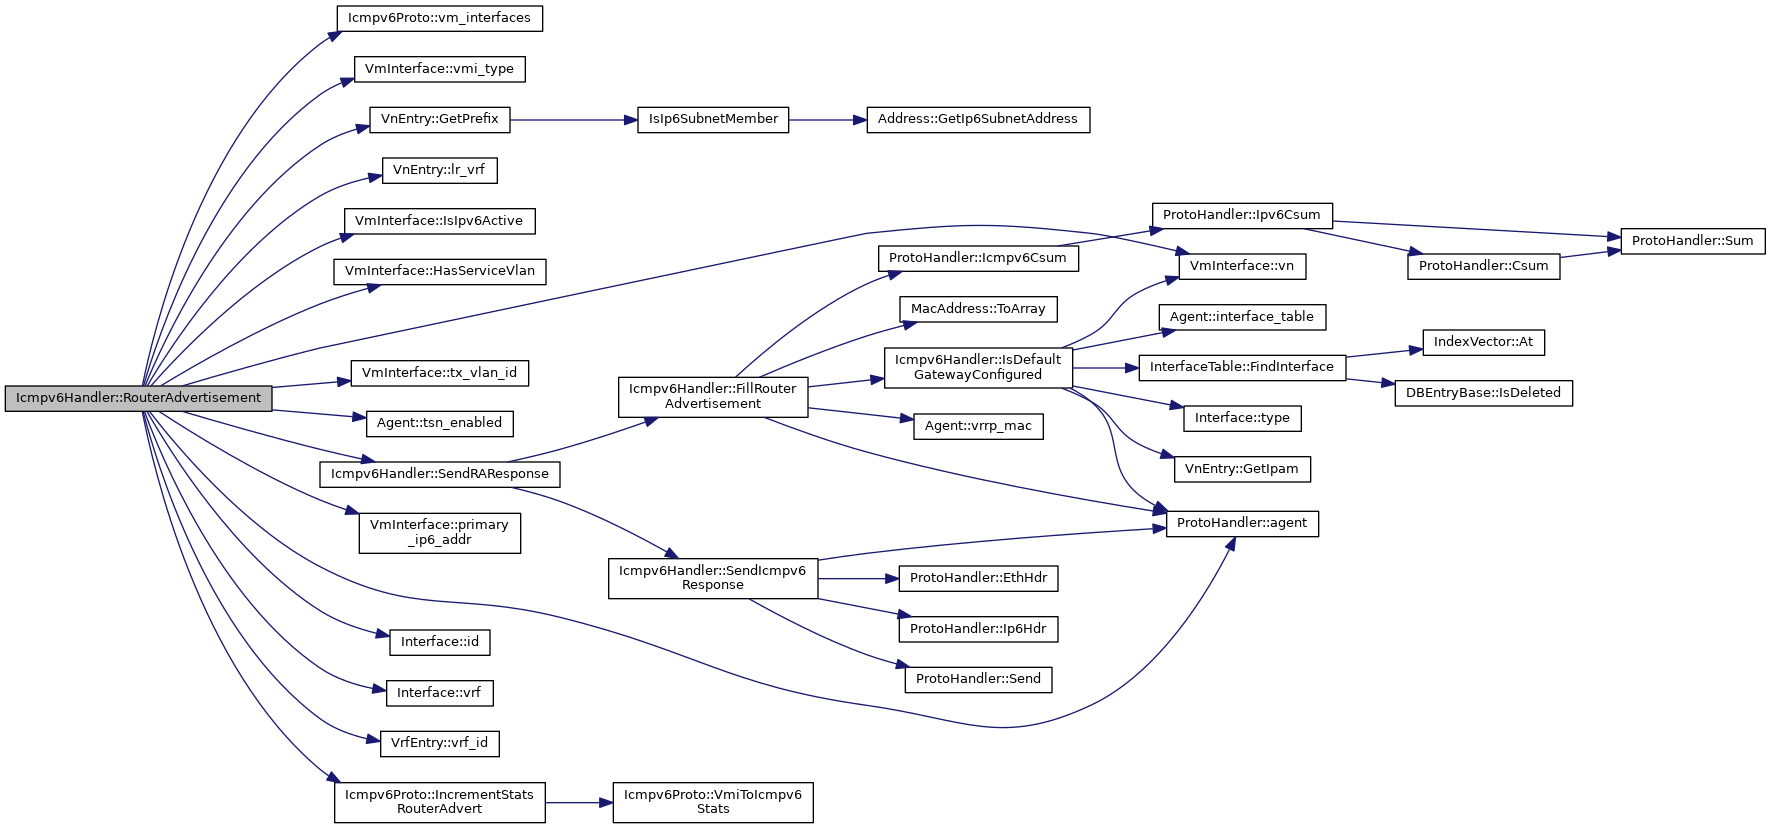 Icmpv6Proto::vm_interfaces
VmInterface::vmi_type
VnEntry::GetPrefix
IsIp6SubnetMember
Address::GetIp6SubnetAddress
VnEntry::lr_vrf
VmInterface::IsIpv6Active
VmInterface::HasServiceVlan
ProtoHandler::Ipv6Csum
ProtoHandler::Sum
ProtoHandler::Icmpv6Csum
VmInterface::vn
ProtoHandler::Csum
MacAddress::ToArray
Agent::interface_table
IndexVector::At
Icmpv6Handler::IsDefault
GatewayConfigured
InterfaceTable::FindInterface
VmInterface::tx_vlan_id
DBEntryBase::IsDeleted
Icmpv6Handler::RouterAdvertisement
Icmpv6Handler::FillRouter
Advertisement
Agent::tsn_enabled
Agent::vrrp_mac
Interface::type
Icmpv6Handler::SendRAResponse
VnEntry::GetIpam
VmInterface::primary
_ip6_addr
ProtoHandler::agent
Icmpv6Handler::SendIcmpv6
Response
ProtoHandler::EthHdr
ProtoHandler::Ip6Hdr
Interface::id
ProtoHandler::Send
Interface::vrf
VrfEntry::vrf_id
Icmpv6Proto::IncrementStats
RouterAdvert
Icmpv6Proto::VmiToIcmpv6
Stats